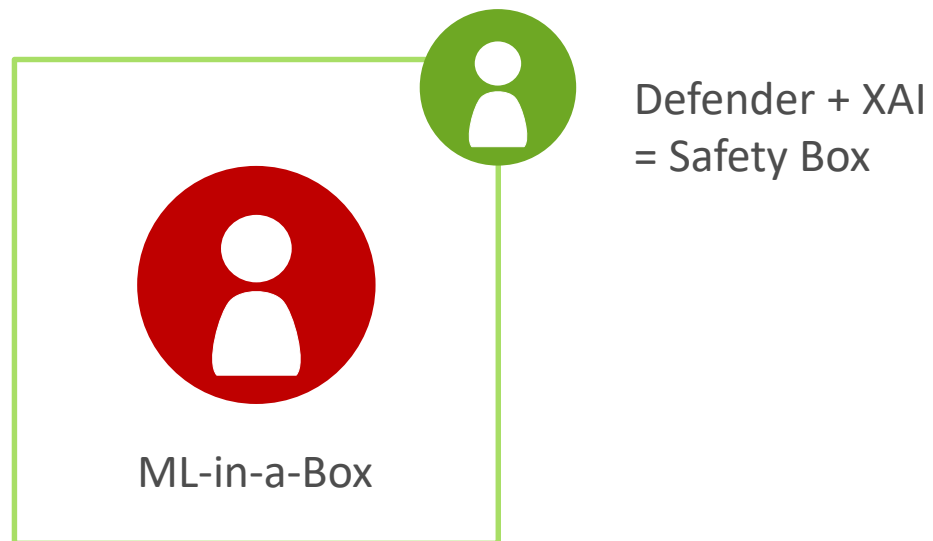 Defender + XAI
= Safety Box
ML-in-a-Box